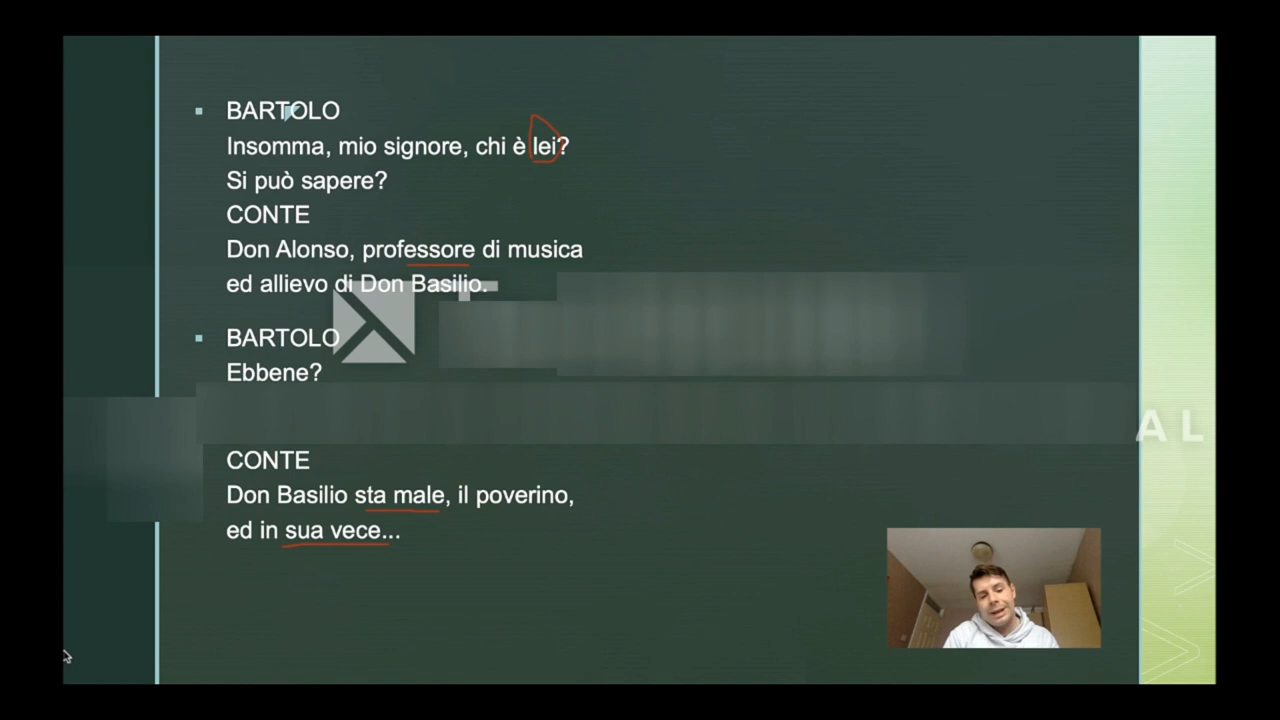 BARTOLO
Insomma, mio signore, chi è lei?
Si può sapere?
CONTE
Don Alonso, professore di musica
ed allievo di Don Basilio.
BARTOLO
Ebbene?
A L
CONTE
Don Basilio sta male, il poverino,
ed in sua vece...